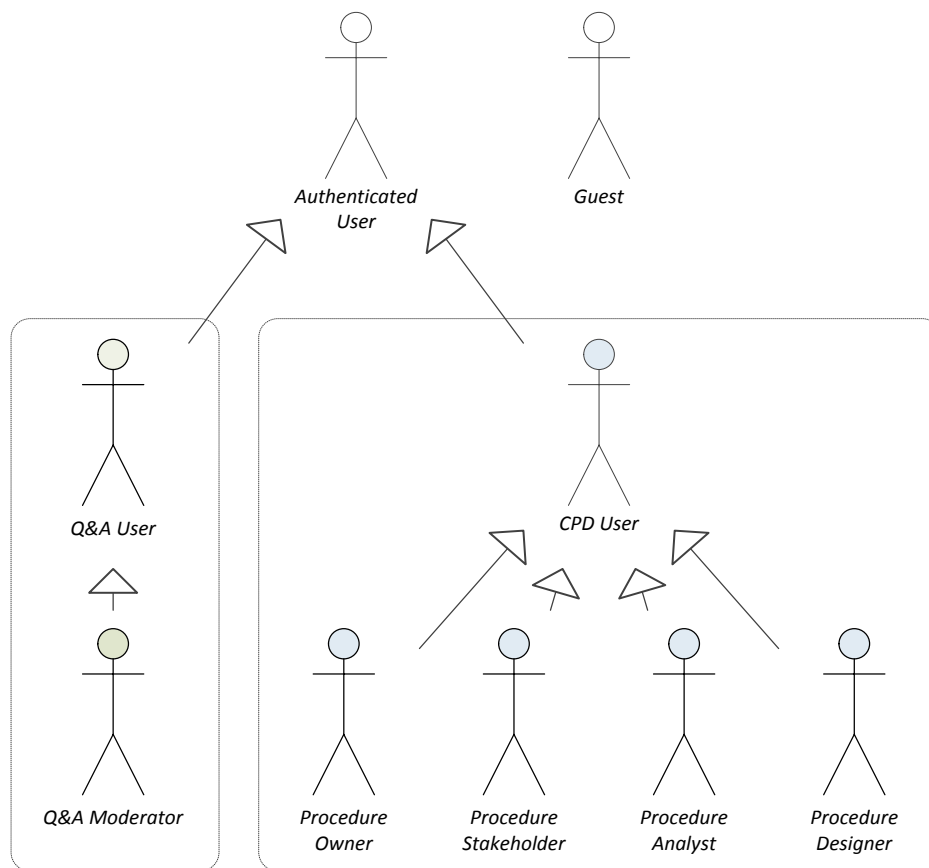 Authenticated
User
Guest
Q&A User
CPD User
Q&A Moderator
Procedure
Owner
Procedure
Stakeholder
Procedure
Analyst
Procedure
Designer